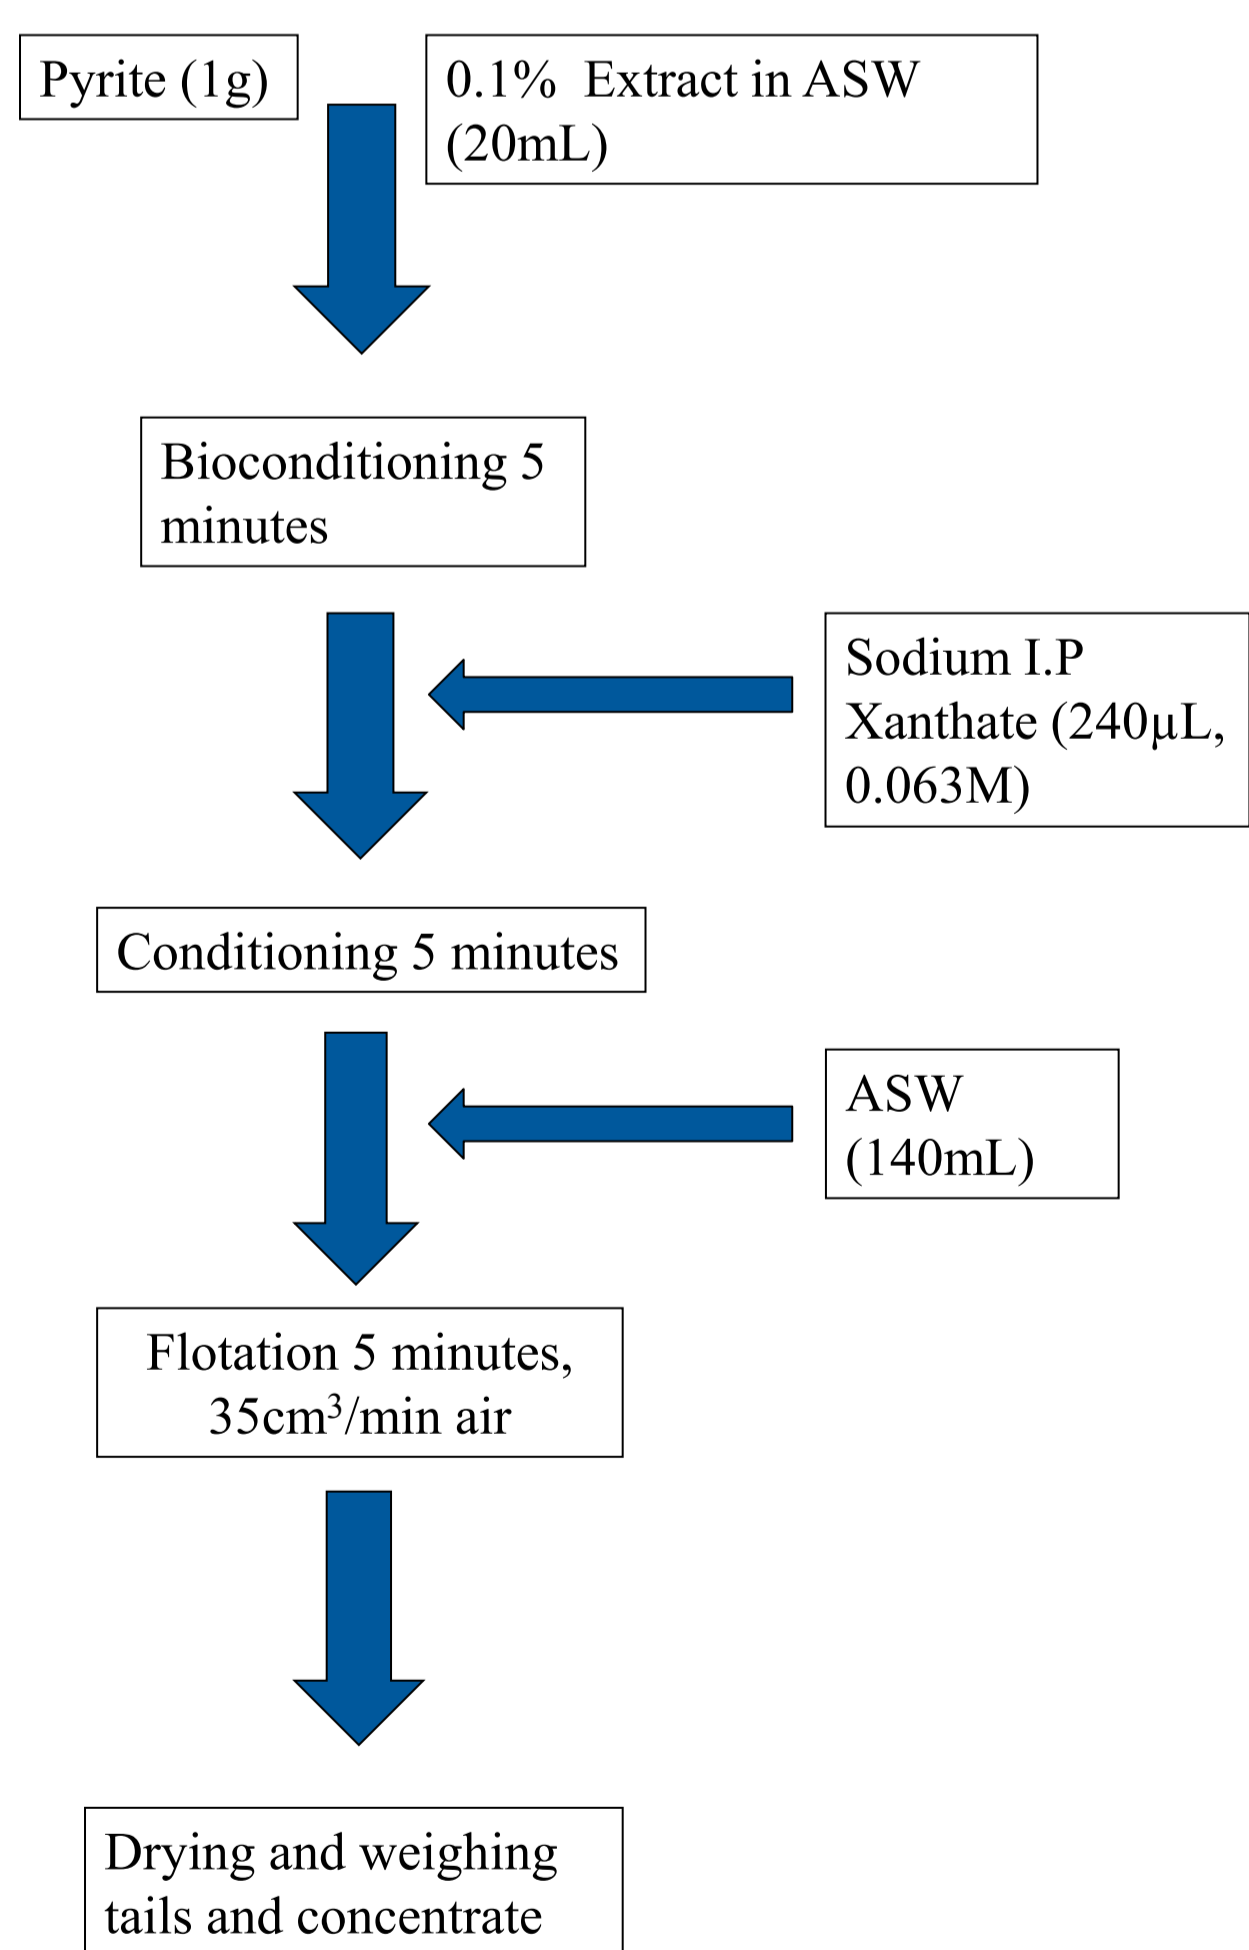 Pyrite (1g)
0.1%  Extract in ASW
(20mL)
Bioconditioning 5
minutes
Sodium I.P
Xanthate (240µL,
0.063M)
Conditioning 5 minutes
ASW
(140mL)
Flotation 5 minutes,
35cm³/min air
Drying and weighing
tails and concentrate